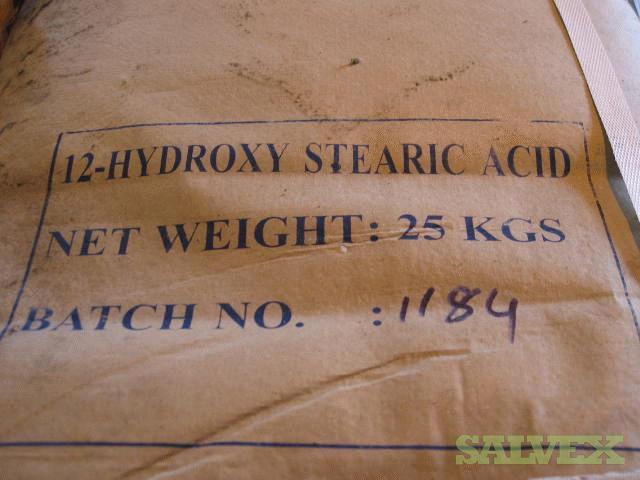 12-HYDROXY STEARIC ACID
NET WEIGHT: 25 KGS
BATCH NO. : 1184
SALVEX